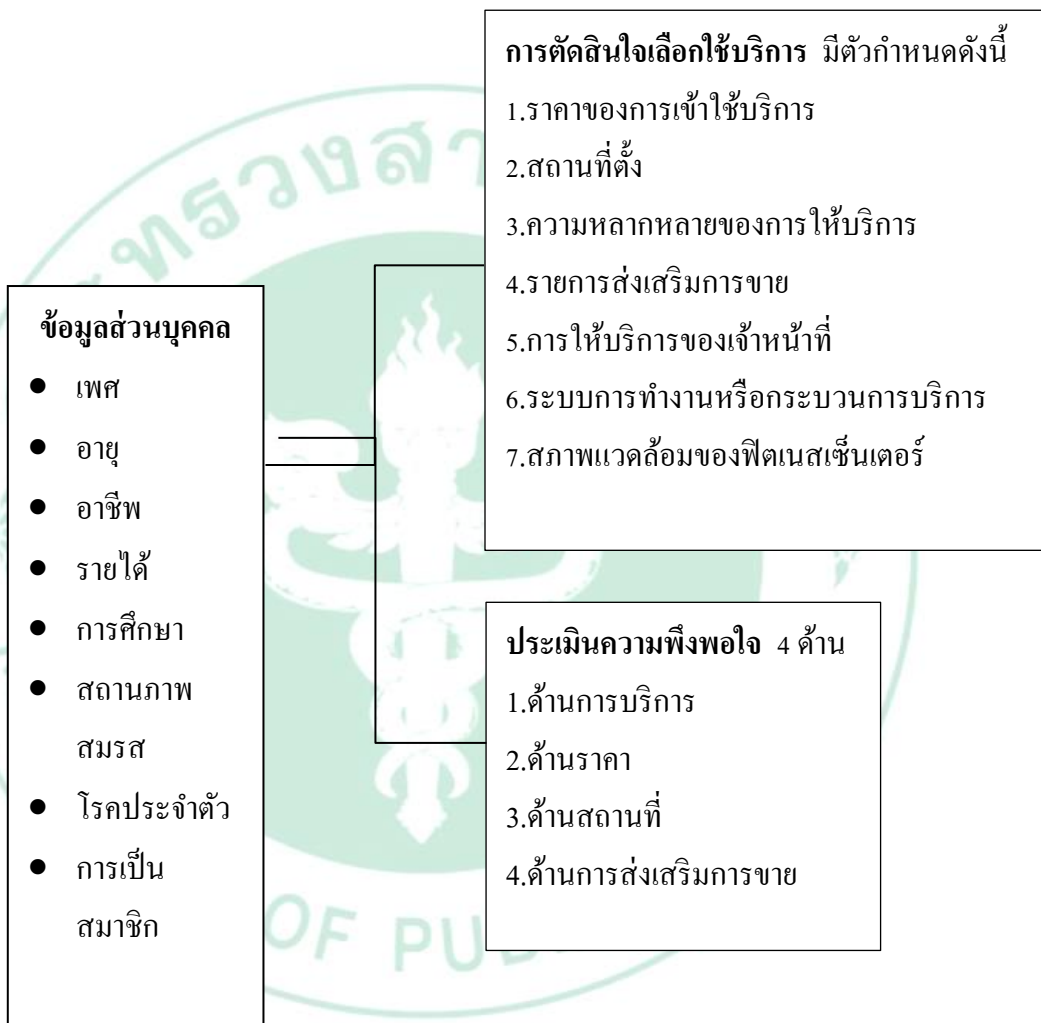 ข้อมูลส่วนบุคคล
● เพศ
● อายุ
● อาชีพ
● รายได้
● การศึกษา
● สถานภาพ
สมรส
● โรคประจำตัว
● การเป็น
สมาชิก
การตัดสินใจเลือกใช้บริการ มีตัวกำหนดดังนี้
1.ราคาของการเข้าใช้บริการ
2.สถานที่ตั้ง
3.ความหลากหลายของการให้บริการ
4.รายการส่งเสริมการขาย
5.การให้บริการของเจ้าหน้าที่
6.ระบบการทำงานหรือกระบวนการบริการ
7.สภาพแวดล้อมของฟิตเนสเซ็นเตอร์
ประเมินความพึงพอใจ 4 ด้าน
1.ด้านการบริการ
2.ด้านราคา
3.ด้านสถานที่
4.ด้านการส่งเสริมการขาย
ทรวงสา
OF PU